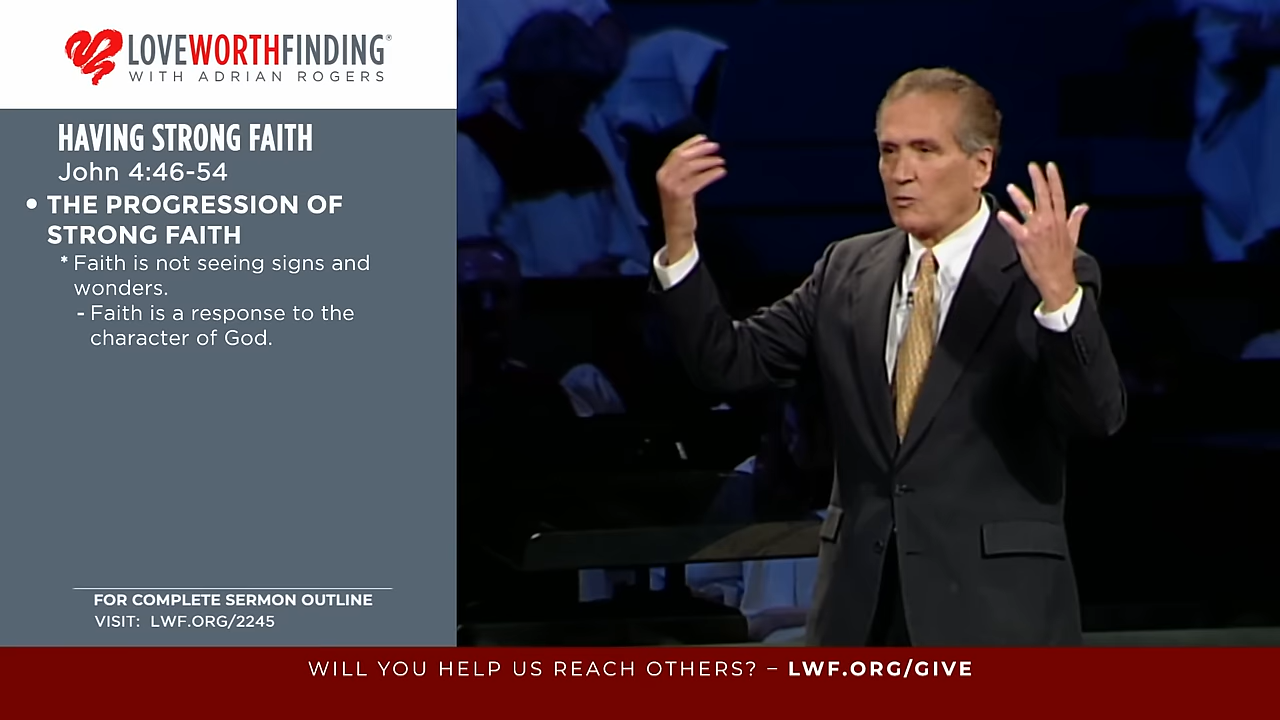 LOVEWORTHFINDING®
WITH ADRIAN ROGERS
HAVING STRONG FAITH
John 4:46-54
• THE PROGRESSION OF
STRONG FAITH
* Faith is not seeing signs and
wonders.
- Faith is a response to the
character of God.
FOR COMPLETE SERMON OUTLINE
VISIT: LWF.ORG/2245
WILL YOU HELP US REACH OTHERS? – LWF.ORG/GIVE